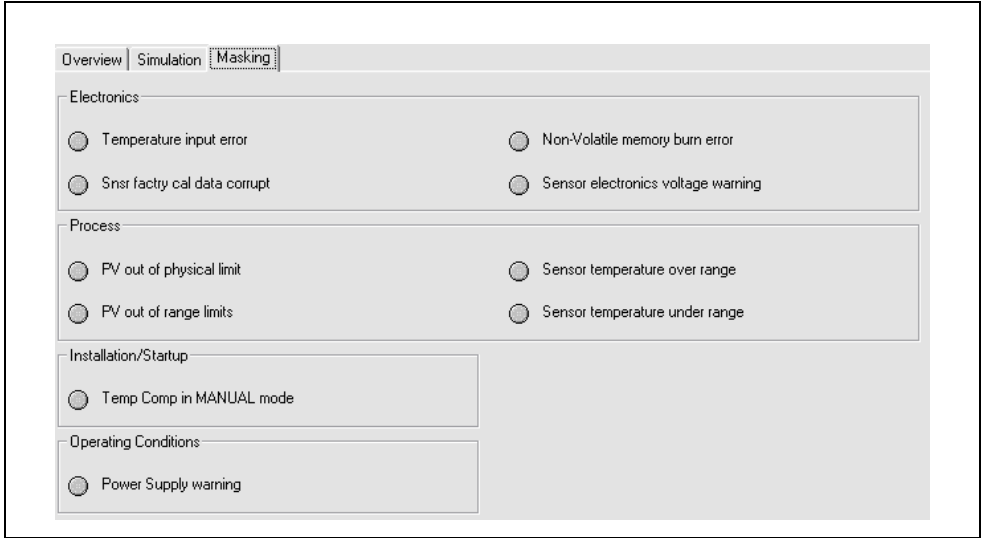 Overview Simulation Masking
Electronics
Temperature input error Non-Volatile memory burn error
Snsr factry cal data corrupt Sensor electronics voltage warning
Process
PV out of physical limit Sensor temperature over range
PV out of range limits Sensor temperature under range
Installation/Startup
Temp Comp in MANUAL mode
Operating Conditions
Power Supply warning